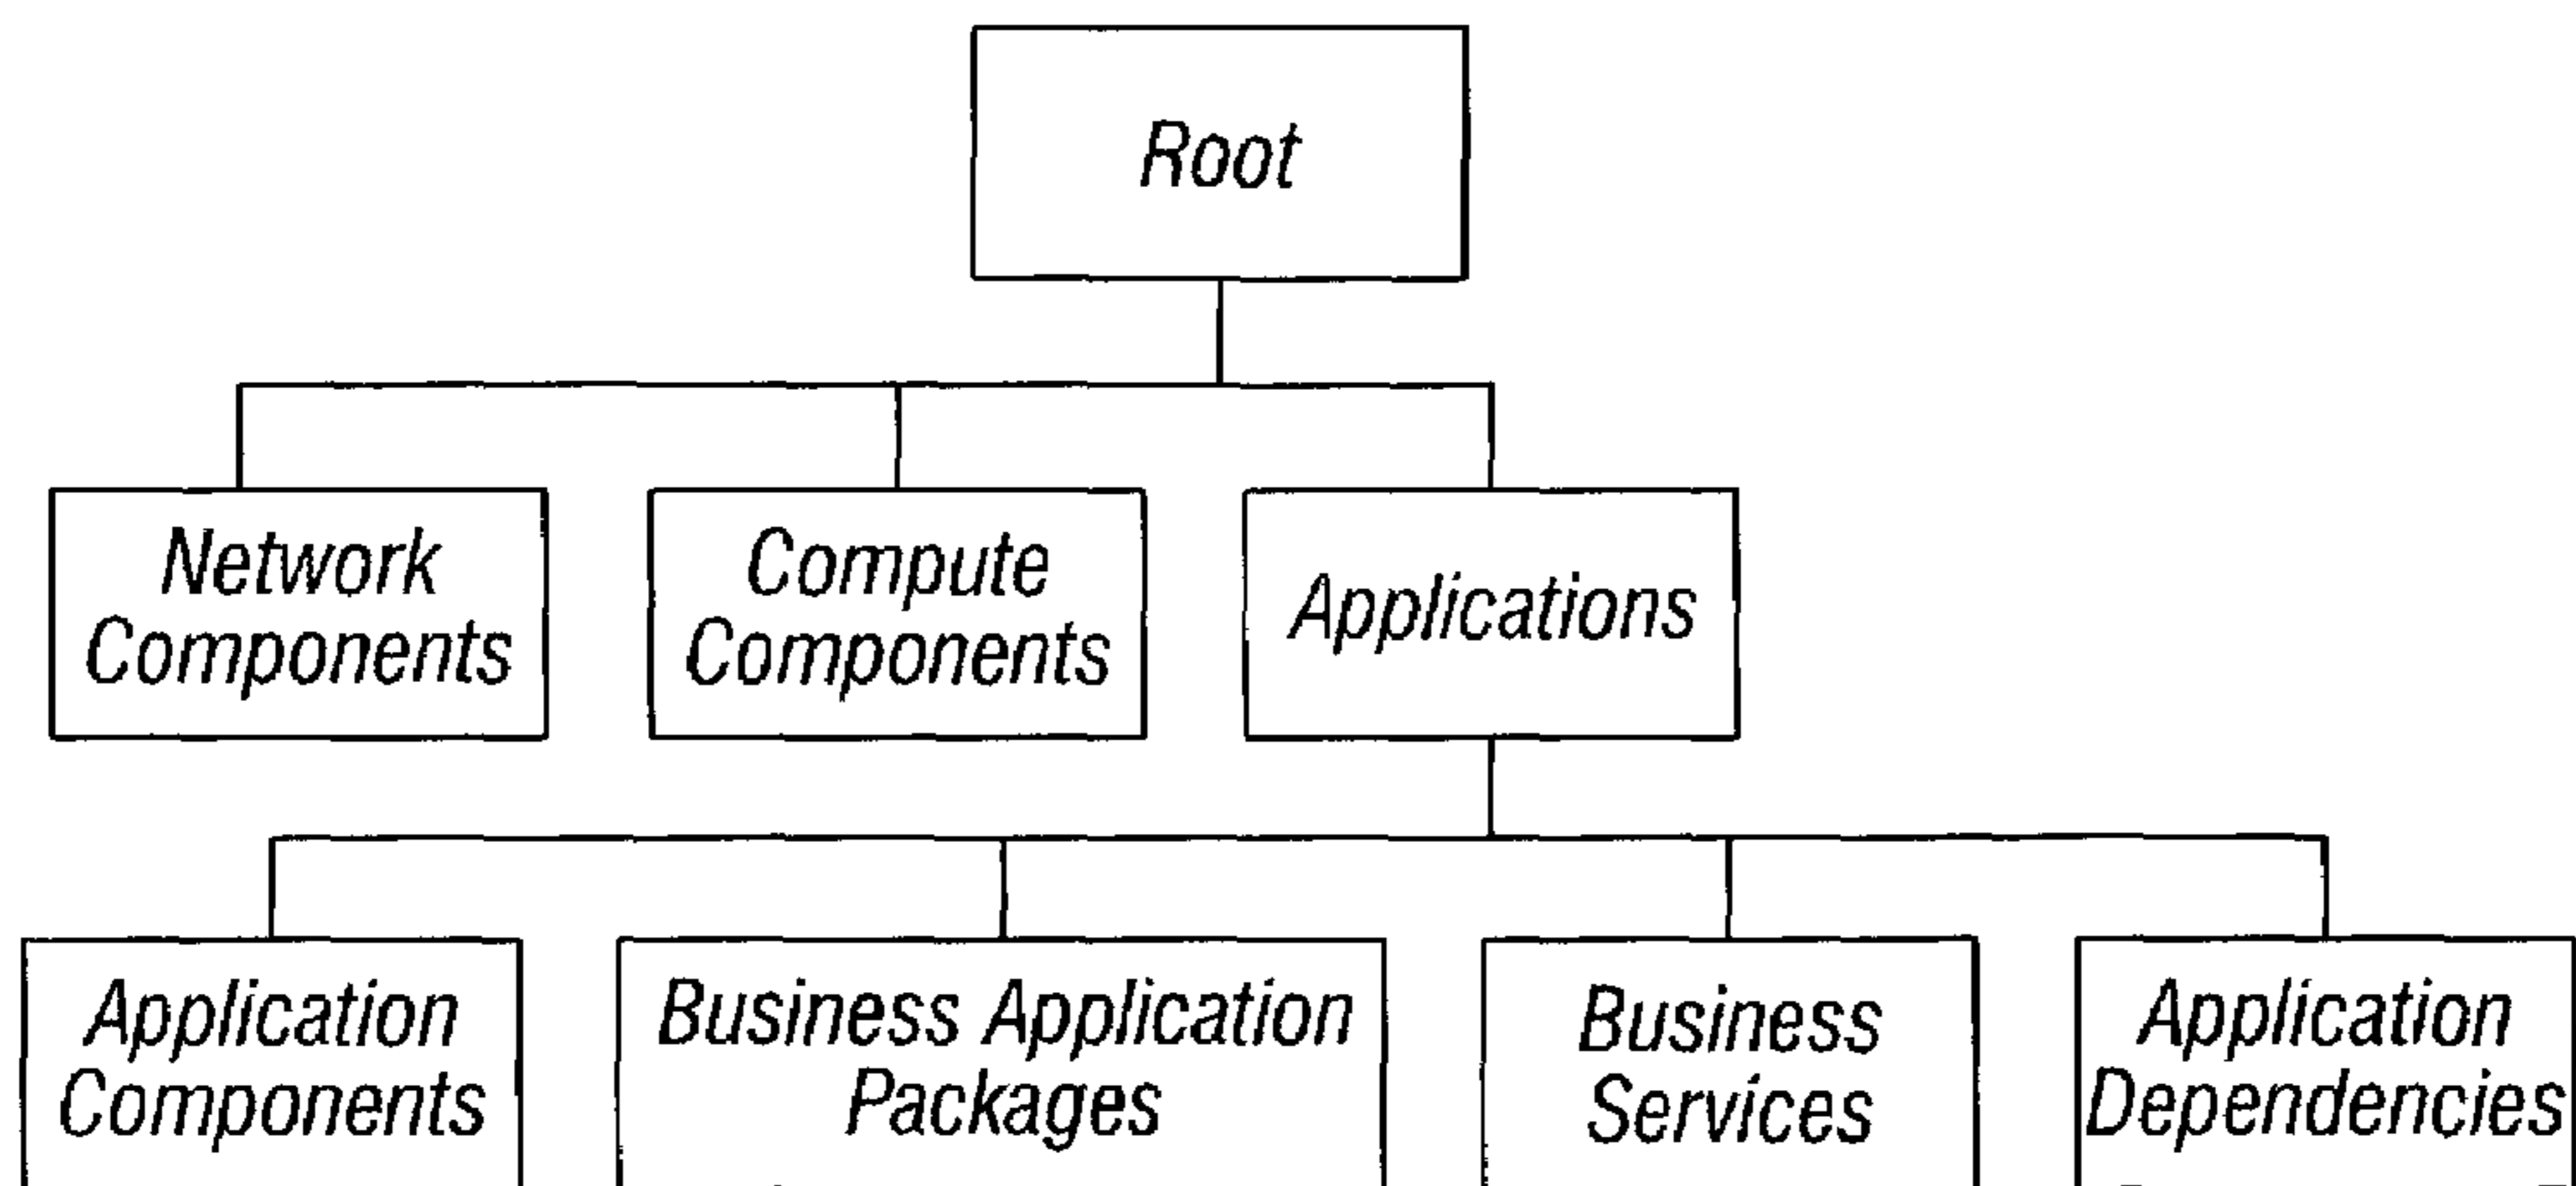 Root
Network
Components
Compute
Components
Applications
Application
Components
Business Application
Packages
Business
Services
Application
Dependencies